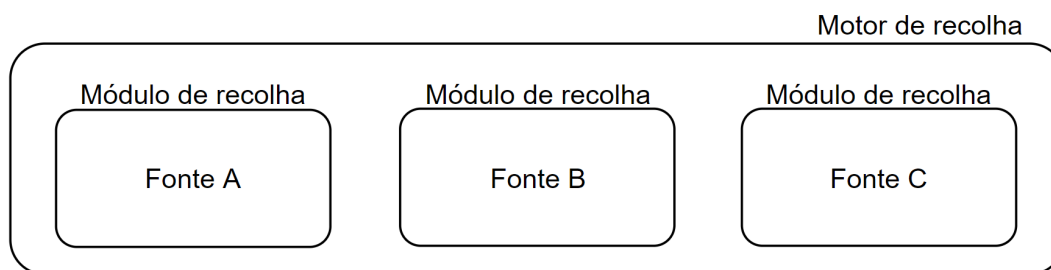 Motor de recolha
Módulo de recolha
Módulo de recolha
Módulo de recolha
Fonte A
Fonte B
Fonte C